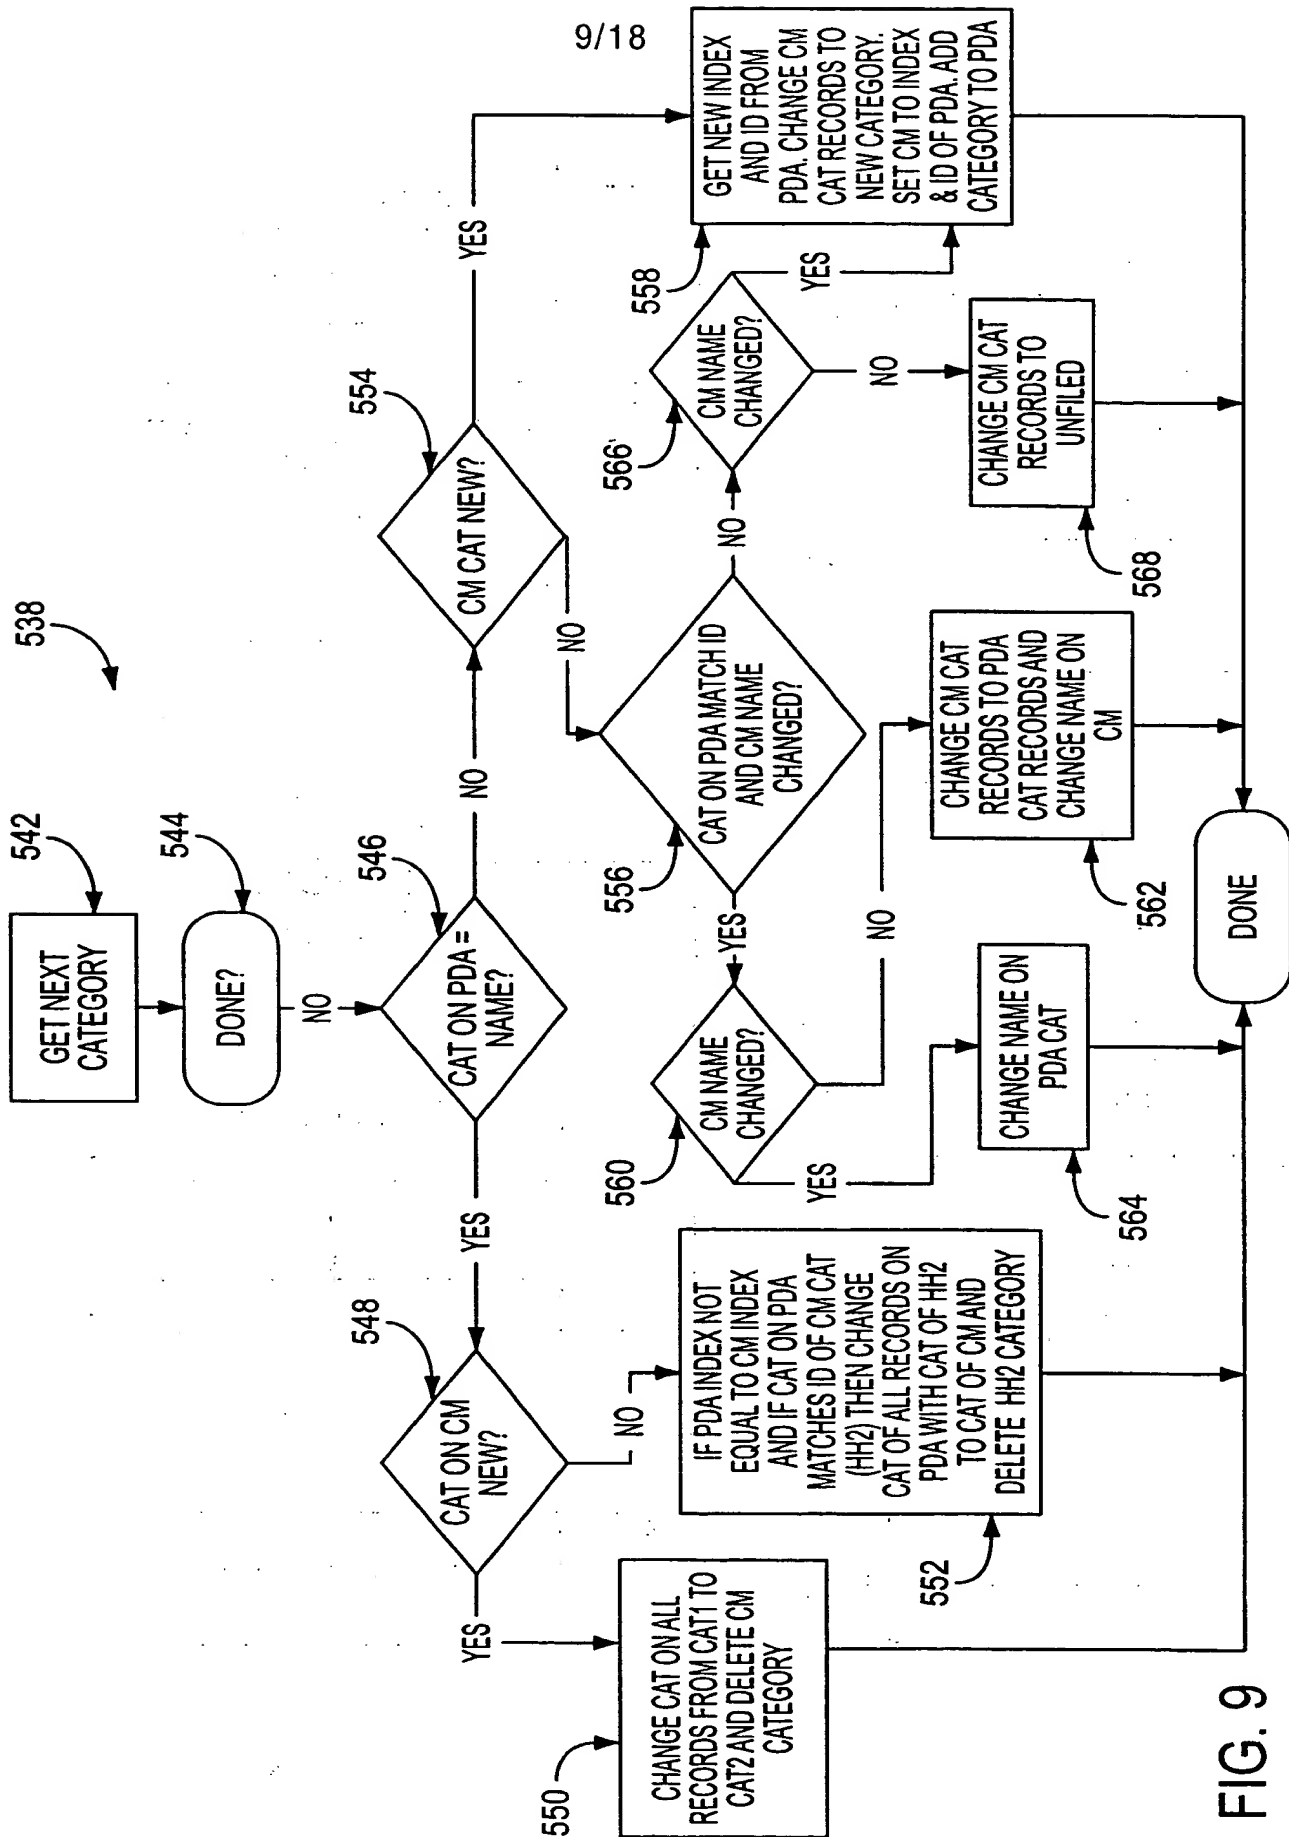 9/18
538
GET NEXT
CATEGORY
542
DONE?
544
NO
CAT ON PDA =
NAME?
546
YES
NO
CAT ON CM
NEW?
548
YES
NO
CM CAT NEW?
554
YES
NO
CHANGE CAT ON ALL
RECORDS FROM CAT1 TO
CAT2 AND DELETE CM
CATEGORY
550
IF PDA INDEX NOT
EQUAL TO CM INDEX
AND IF CAT ON PDA
MATCHES ID OF CM CAT
(HH2) THEN CHANGE
CAT OF ALL RECORDS ON
PDA WITH CAT OF HH2
TO CAT OF CM AND
DELETE HH2 CATEGORY
552
CAT ON PDA MATCH ID
AND CM NAME
CHANGED?
556
YES
NO
CM NAME
CHANGED?
560
YES
NO
CM NAME
CHANGED?
566
YES
NO
GET NEW INDEX
AND ID FROM
PDA. CHANGE CM
CAT RECORDS TO
NEW CATEGORY.
SET CM TO INDEX
& ID OF PDA. ADD
CATEGORY TO PDA
558
CHANGE NAME ON
PDA CAT
564
CHANGE CM CAT
RECORDS TO PDA
CAT RECORDS AND
CHANGE NAME ON
CM
562
CHANGE CM CAT
RECORDS TO
UNFILED
568
DONE
FIG. 9